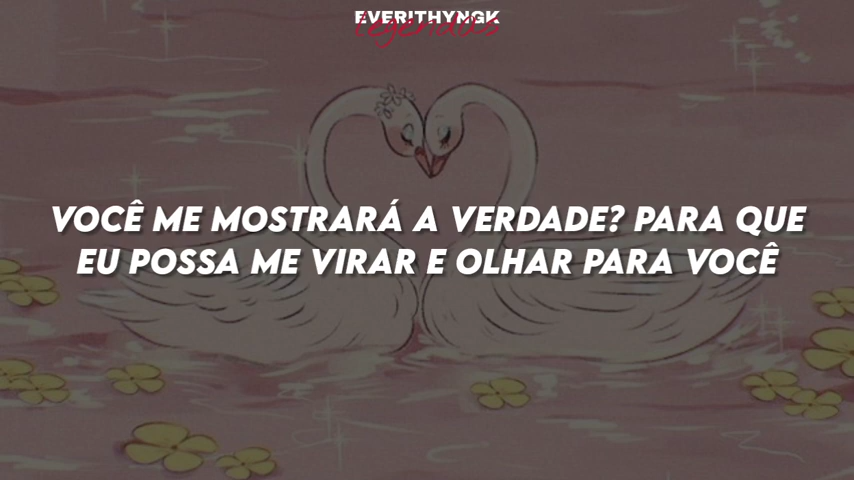 EVERITHYNGK
legendas
VOCÊ ME MOSTRARÁ A VERDADE? PARA QUE
EU POSSA ME VIRAR E OLHAR PARA VOCÊ